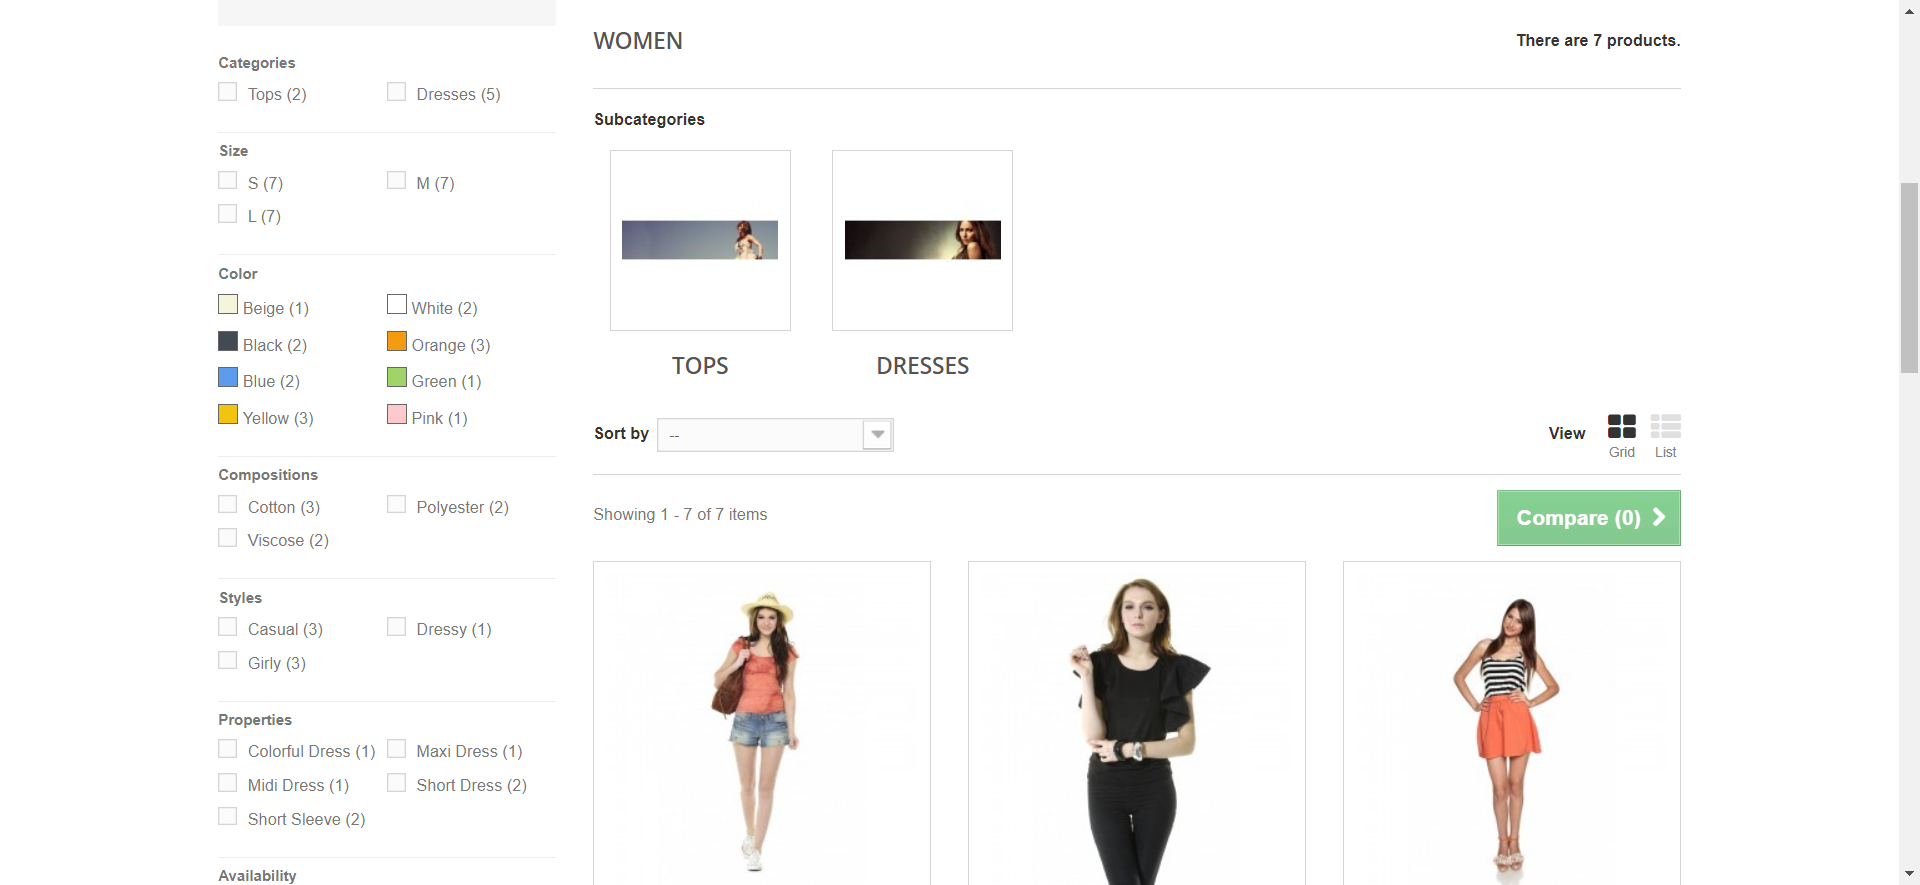 Categories
Tops (2) Dresses (5)
Size
S (7) M (7)
L (7)
Color
Beige (1) White (2)
Black (2) Orange (3)
Blue (2) Green (1)
Yellow (3) Pink (1)
Compositions
Cotton (3) Polyester (2)
Viscose (2)
Styles
Casual (3) Dressy (1)
Girly (3)
Properties
Colorful Dress (1) Maxi Dress (1)
Midi Dress (1) Short Dress (2)
Short Sleeve (2)
Availability
WOMEN There are 7 products.
Subcategories
TOPS DRESSES
Sort by -- View Grid List
Showing 1 - 7 of 7 items Compare (0)